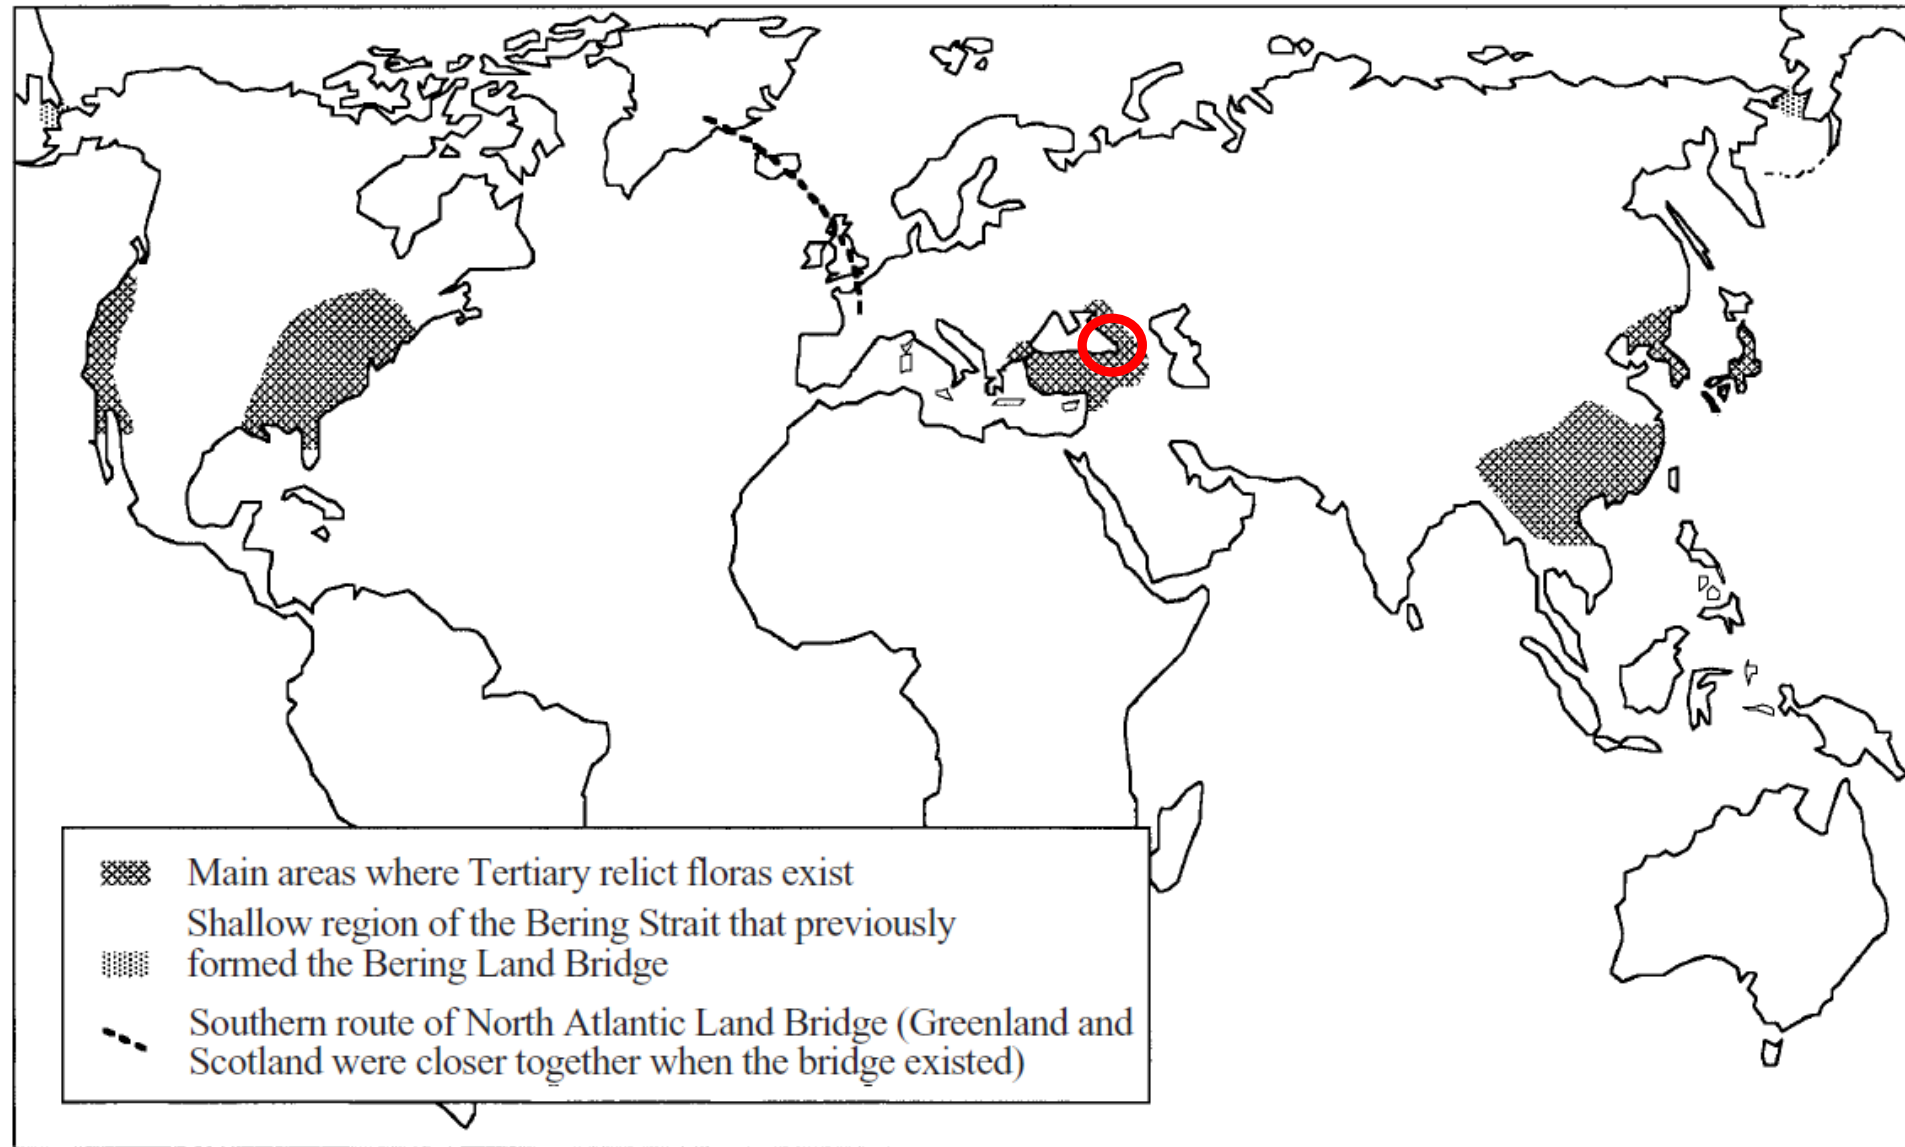 Main areas where Tertiary relict floras exist
Shallow region of the Bering Strait that previously
formed the Bering Land Bridge
Southern route of North Atlantic Land Bridge (Greenland and
Scotland were closer together when the bridge existed)